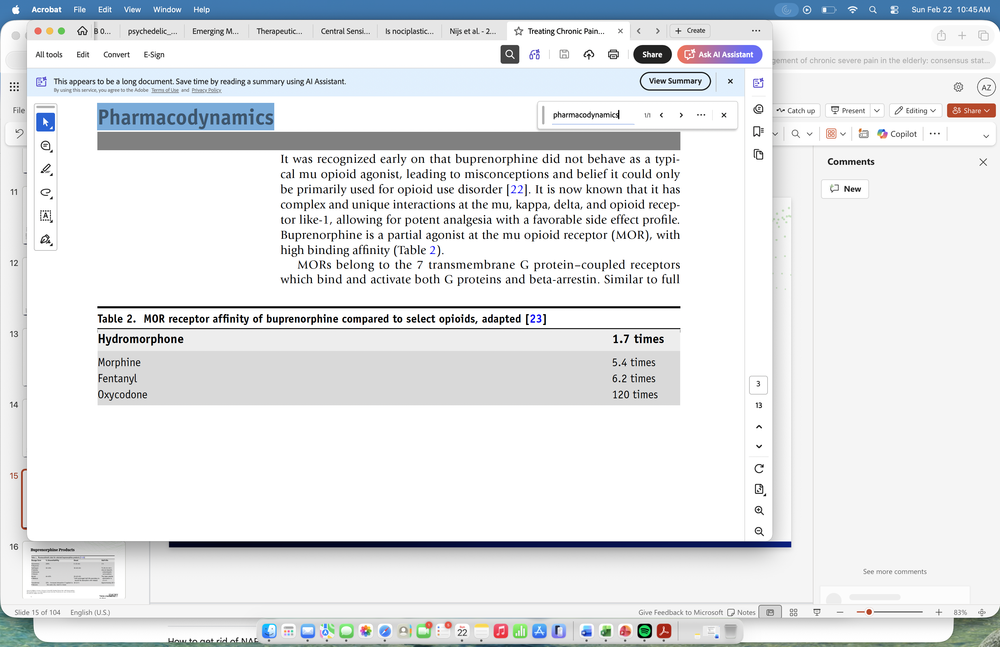 Acrobat File Edit View Window Help
Sun Feb 22 10:45 AM
B 0... psychedelic_... Emerging M... Therapeutic... Central Sensi... Is nociplastic... Nijs et al. - 2... Treating Chronic Pain... Create
All tools Edit Convert E-Sign Share Ask AI Assistant
gement of chronic severe pain in the elderly: consensus stat...
This appears to be a long document. Save time by reading a summary using AI Assistant. View Summary
By using this service, you agree to the Adobe Terms of Use and Privacy Policy
AZ
File
Catch up Present Editing Share
Copilot
Pharmacodynamics
pharmacodynamics 1/1
It was recognized early on that buprenorphine did not behave as a typi-
cal mu opioid agonist, leading to misconceptions and belief it could only
be primarily used for opioid use disorder [22]. It is now known that it has
complex and unique interactions at the mu, kappa, delta, and opioid recep-
tor like-1, allowing for potent analgesia with a favorable side effect profile.
Buprenorphine is a partial agonist at the mu opioid receptor (MOR), with
high binding affinity (Table 2).
MORs belong to the 7 transmembrane G protein–coupled receptors
which bind and activate both G proteins and beta-arrestin. Similar to full
Table 2. MOR receptor affinity of buprenorphine compared to select opioids, adapted [23]
Hydromorphone 1.7 times
Morphine 5.4 times
Fentanyl 6.2 times
Oxycodone 120 times
3
13
Comments
New
See more comments
11
12
13
14
15
16
Buprenorphine Products
EMORY
Slide 15 of 104 English (U.S.)
Give Feedback to Microsoft Notes 83%
How to get rid of NAF
1
5
Sun
22